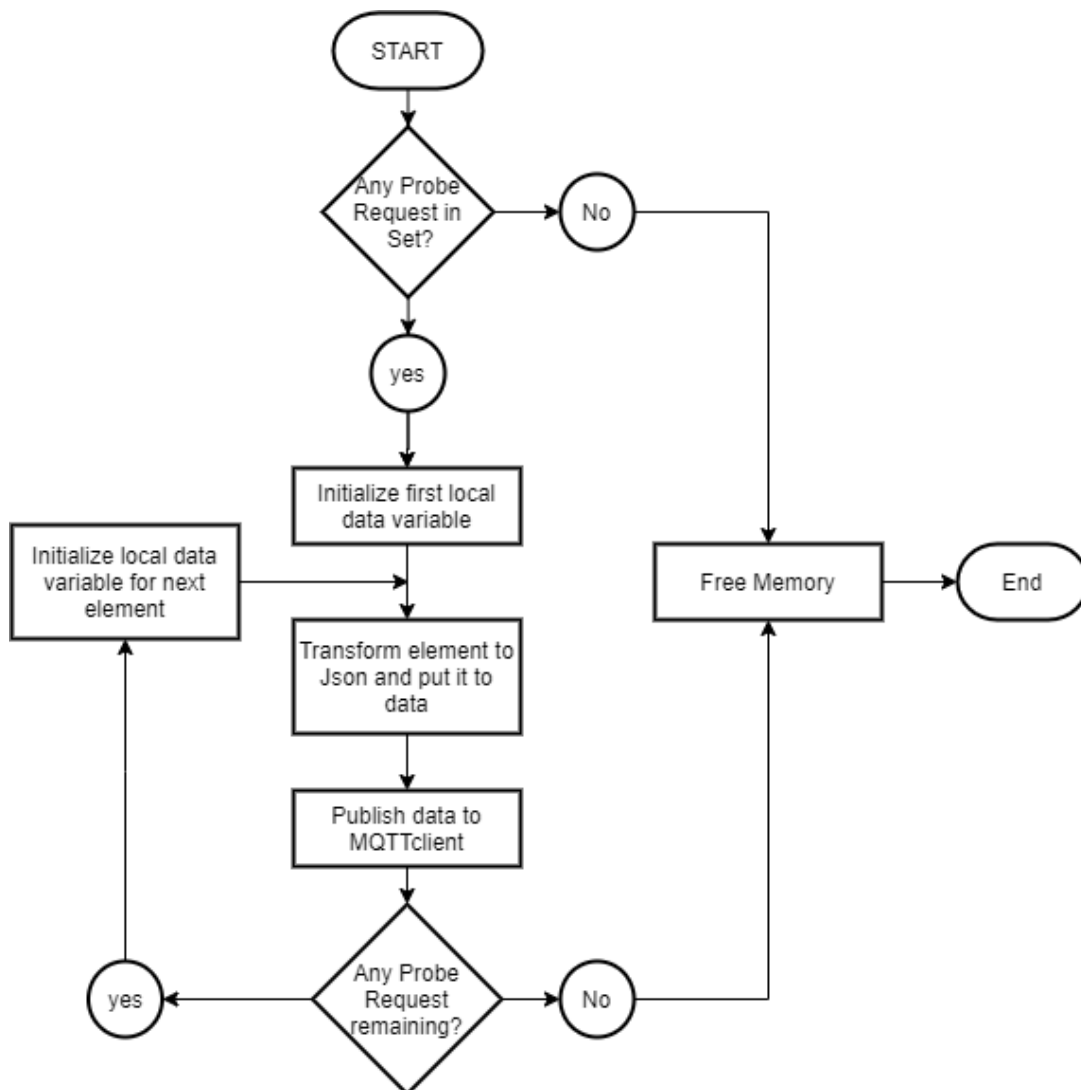 START
Any Probe
Request in
Set?
No
yes
Initialize first local
data variable
Initialize local data
variable for next
element
Free Memory
End
Transform element to
Json and put it to
data
Publish data to
MQTTclient
Any Probe
Request
remaining?
yes
No